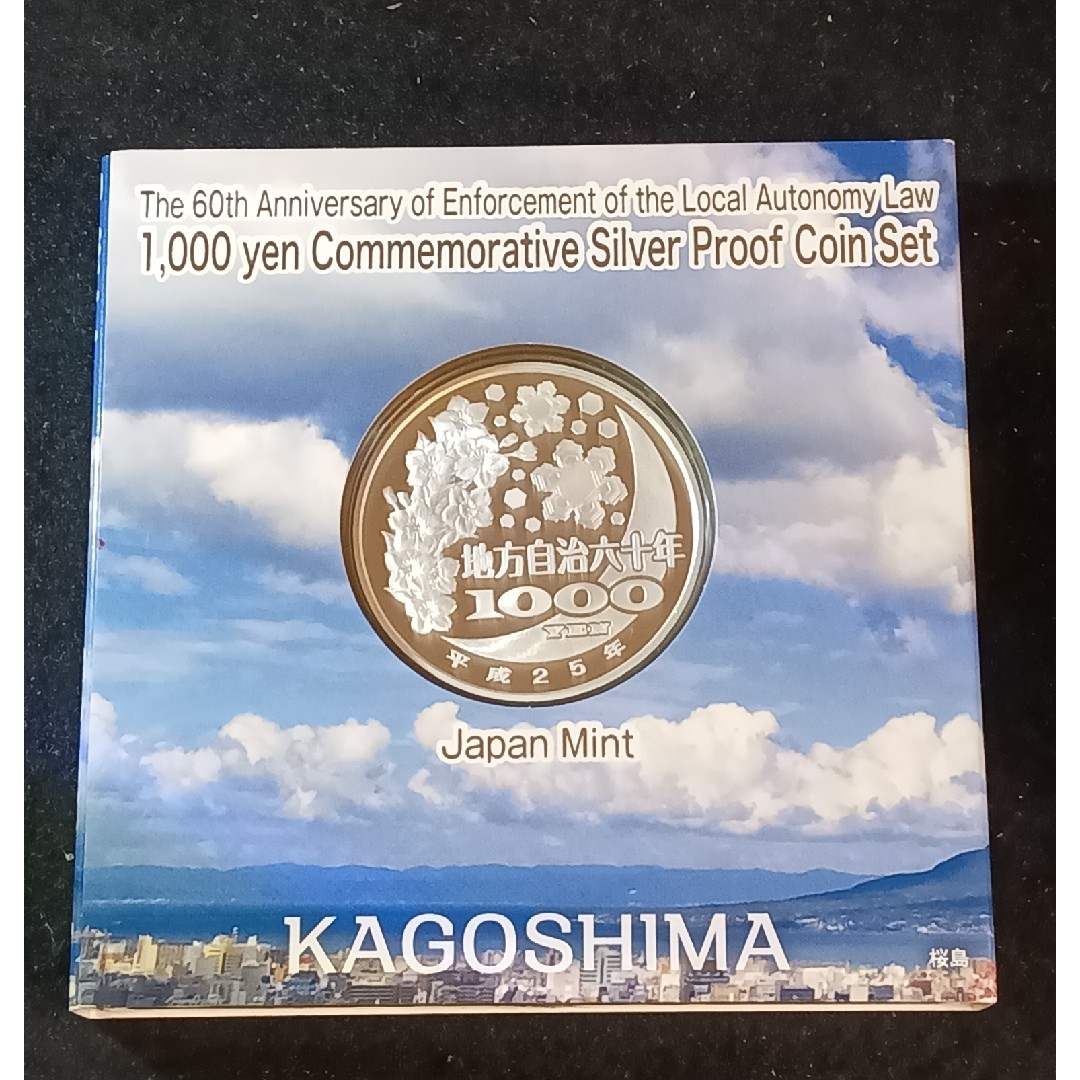 The 60th Anniversary of Enforcement of the Local Autonomy Law
1,000 yen Commemorative Silver Proof Coin Set
地方自治六十年
1000
YEN
平成25年
Japan Mint
KAGOSHIMA
桜島